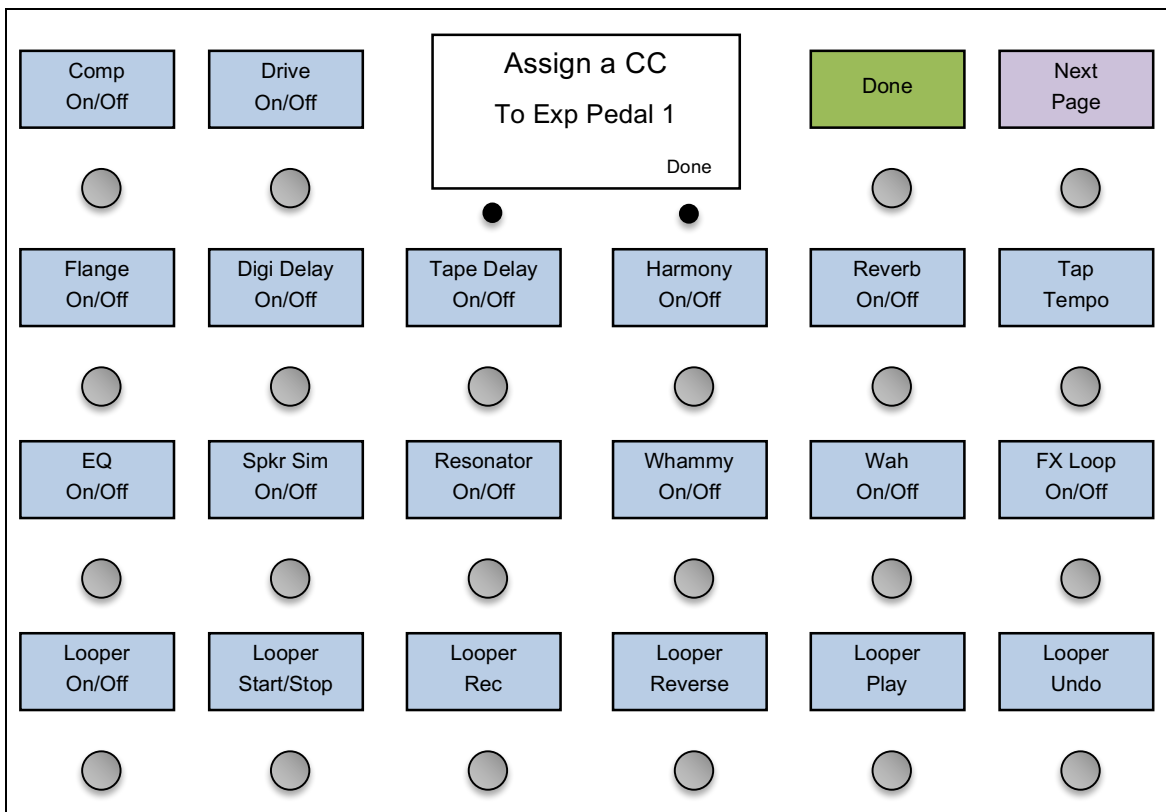 Comp
On/Off
Drive
On/Off
Assign a CC
To Exp Pedal 1
Done
Done
Next
Page
Flange
On/Off
Digi Delay
On/Off
Tape Delay
On/Off
Harmony
On/Off
Reverb
On/Off
Tap
Tempo
EQ
On/Off
Spkr Sim
On/Off
Resonator
On/Off
Whammy
On/Off
Wah
On/Off
FX Loop
On/Off
Looper
On/Off
Looper
Start/Stop
Looper
Rec
Looper
Reverse
Looper
Play
Looper
Undo